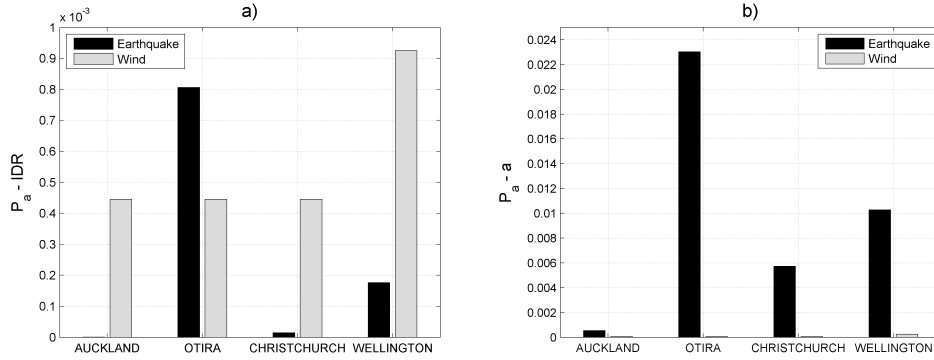 a)
x 10⁻³
1
0.9
0.8
0.7
0.6
0.5
0.4
0.3
0.2
0.1
0
Pₐ - IDR
Earthquake
Wind
AUCKLAND OTIRA CHRISTCHURCH WELLINGTON
b)
0.024
0.022
0.02
0.018
0.016
0.014
0.012
0.01
0.008
0.006
0.004
0.002
0
Pₐ - a
Earthquake
Wind
AUCKLAND OTIRA CHRISTCHURCH WELLINGTON